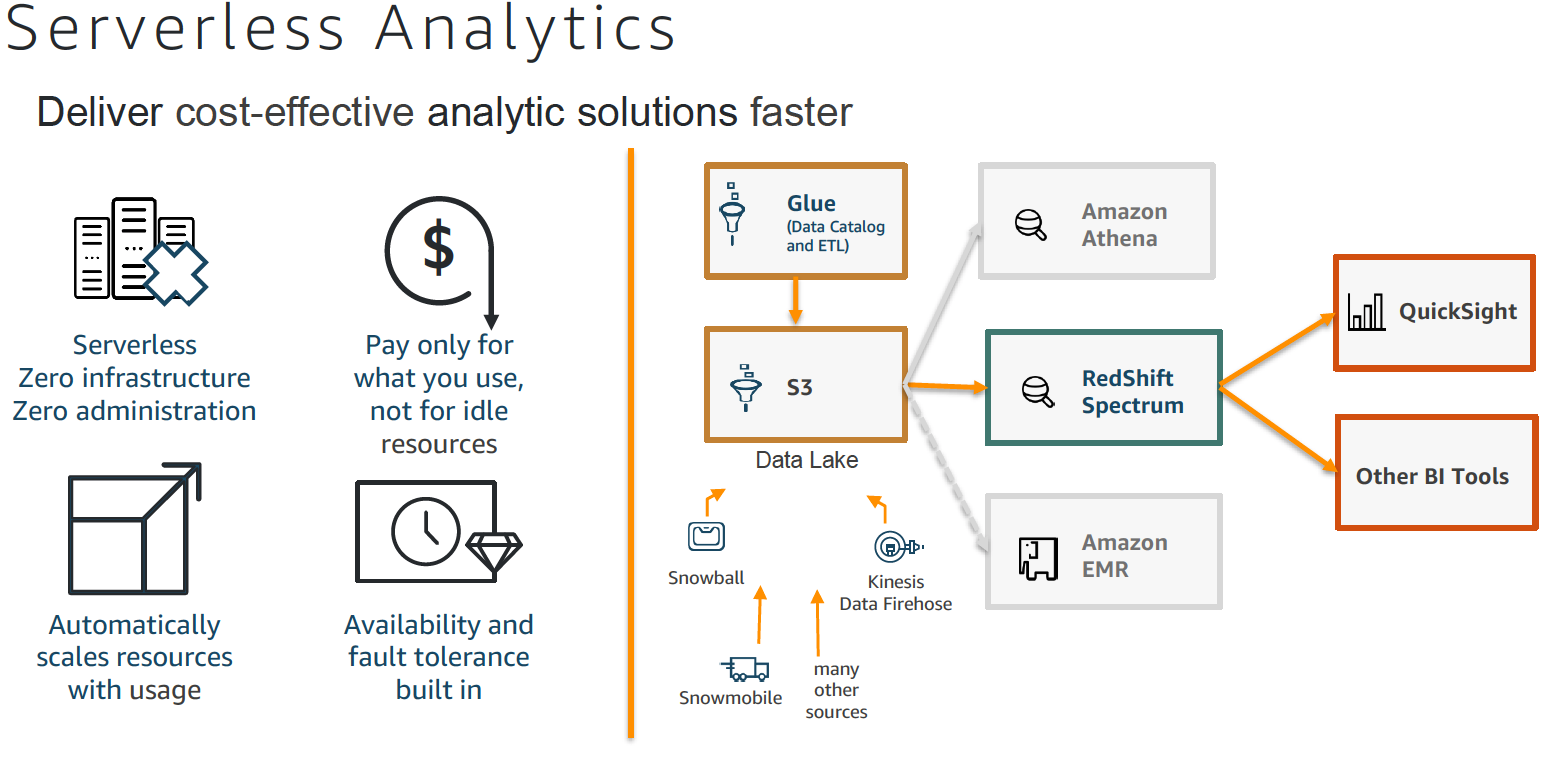 Serverless Analytics
Deliver cost-effective analytic solutions faster
Serverless
Zero infrastructure
Zero administration
$
Pay only for
what you use,
not for idle
resources
Automatically
scales resources
with usage
Availability and
fault tolerance
built in
Glue
(Data Catalog
and ETL)
S3
Data Lake
Snowball
Snowmobile
many
other
sources
Kinesis
Data Firehose
Amazon
Athena
RedShift
Spectrum
Amazon
EMR
QuickSight
Other BI Tools